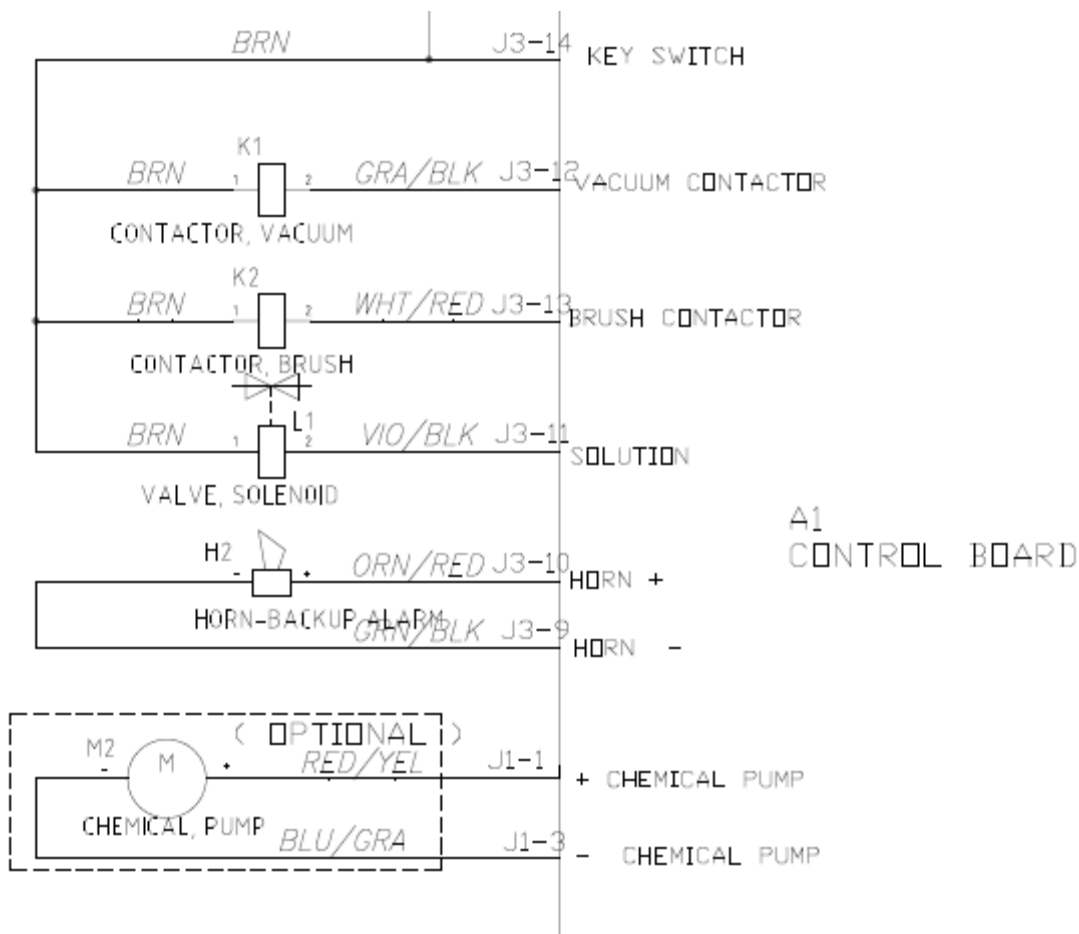 BRN J3-14 KEY SWITCH
K1
BRN 1 2 GRA/BLK J3-12 VACUUM CONTACTOR
CONTACTOR, VACUUM
K2
BRN 1 2 WHT/RED J3-13 BRUSH CONTACTOR
CONTACTOR, BRUSH
L1
BRN 1 2 VIO/BLK J3-11 SOLUTION
VALVE, SOLENOID
A1
CONTROL BOARD
H2 - + ORN/RED J3-10 HORN +
HORN-BACKUP ALARM
GRN/BLK J3-9 HORN -
( OPTIONAL )
M2 - M + RED/YEL J1-1 + CHEMICAL PUMP
CHEMICAL, PUMP
BLU/GRA J1-3 - CHEMICAL PUMP